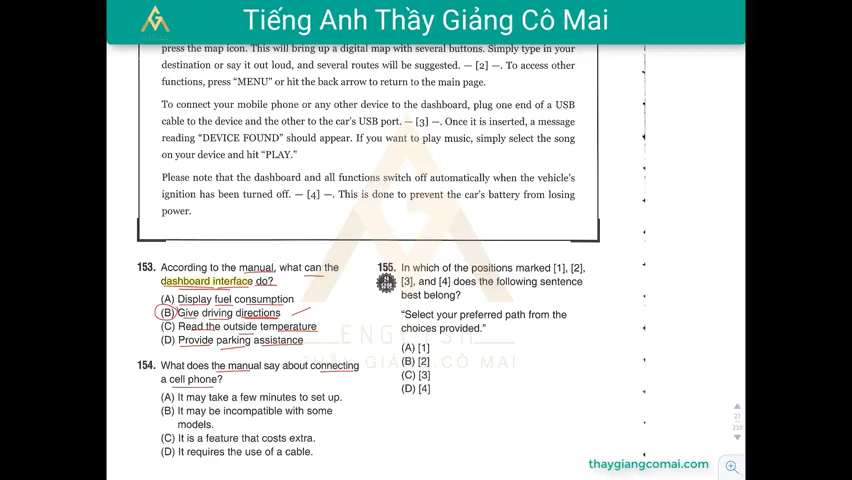 Tiếng Anh Thầy Giảng Cô Mai
press the map icon. This will bring up a digital map with several buttons. Simply type in your
destination or say it out loud, and several routes will be suggested. — [2] —. To access other
functions, press “MENU” or hit the back arrow to return to the main page.
To connect your mobile phone or any other device to the dashboard, plug one end of a USB
cable to the device and the other to the car’s USB port. — [3] —. Once it is inserted, a message
reading “DEVICE FOUND” should appear. If you want to play music, simply select the song
on your device and hit “PLAY.”
Please note that the dashboard and all functions switch off automatically when the vehicle’s
ignition has been turned off. — [4] —. This is done to prevent the car’s battery from losing
power.
153. According to the manual, what can the
dashboard interface do?
(A) Display fuel consumption
(B) Give driving directions
(C) Read the outside temperature
(D) Provide parking assistance
154. What does the manual say about connecting
a cell phone?
(A) It may take a few minutes to set up.
(B) It may be incompatible with some
models.
(C) It is a feature that costs extra.
(D) It requires the use of a cable.
155. In which of the positions marked [1], [2],
[3], and [4] does the following sentence
best belong?
“Select your preferred path from the
choices provided.”
(A) [1]
(B) [2]
(C) [3]
(D) [4]
ENGLISH
THẦY GIẢNG CÔ MAI
thaygiangcomai.com